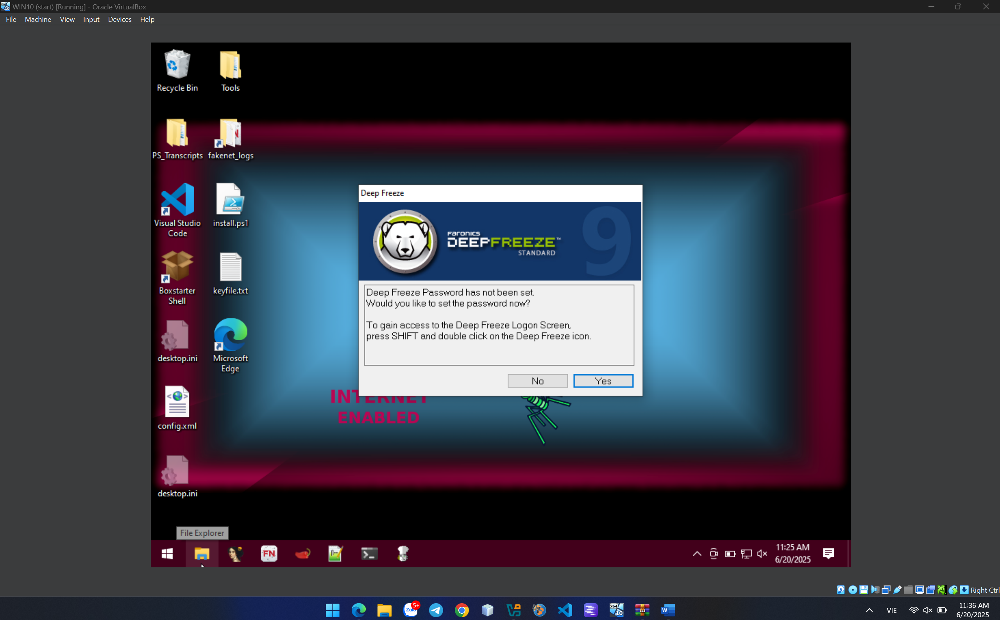 WIN10 (start) [Running] - Oracle VirtualBox
File Machine View Input Devices Help
Recycle Bin
Tools
PS_Transcripts
fakenet_logs
Visual Studio
Code
install.ps1
Boxstarter
Shell
keyfile.txt
desktop.ini
Microsoft
Edge
config.xml
desktop.ini
Deep Freeze
FARONICS
DEEPFREEZE™
STANDARD
9
Deep Freeze Password has not been set.
Would you like to set the password now?
To gain access to the Deep Freeze Logon Screen,
press SHIFT and double click on the Deep Freeze icon.
No
Yes
INTERNET
ENABLED
File Explorer
FN
11:25 AM
6/20/2025
Right Ctrl
Zalo
5+
x64
10
W
VIE
11:36 AM
6/20/2025